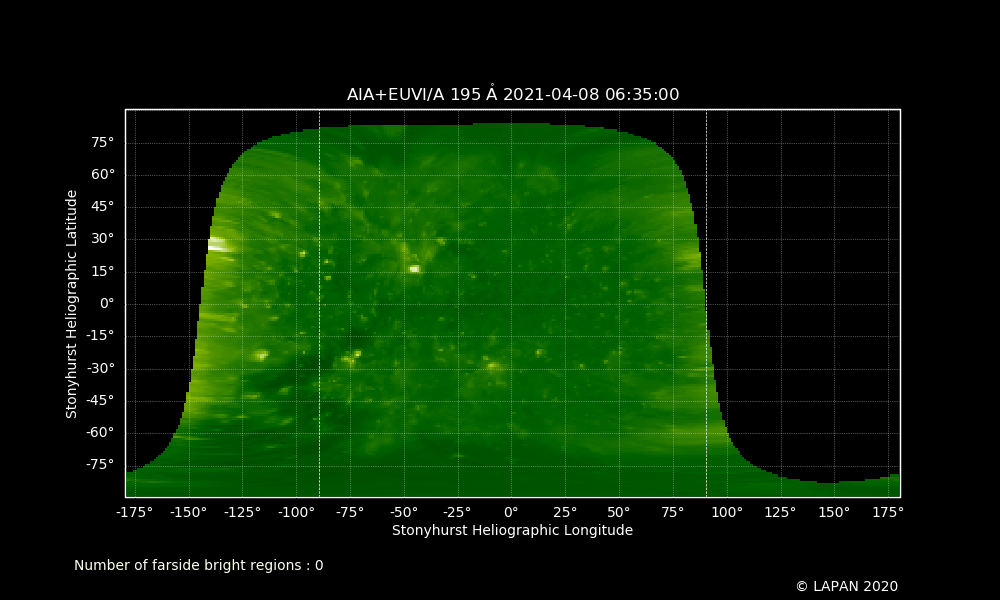 AIA+EUVI/A 195 Å 2021-04-08 06:35:00
75°
60°
45°
30°
15°
0°
-15°
-30°
-45°
-60°
-75°
Stonyhurst Heliographic Latitude
-175° -150° -125° -100° -75° -50° -25° 0° 25° 50° 75° 100° 125° 150° 175°
Stonyhurst Heliographic Longitude
Number of farside bright regions : 0
© LAPAN 2020